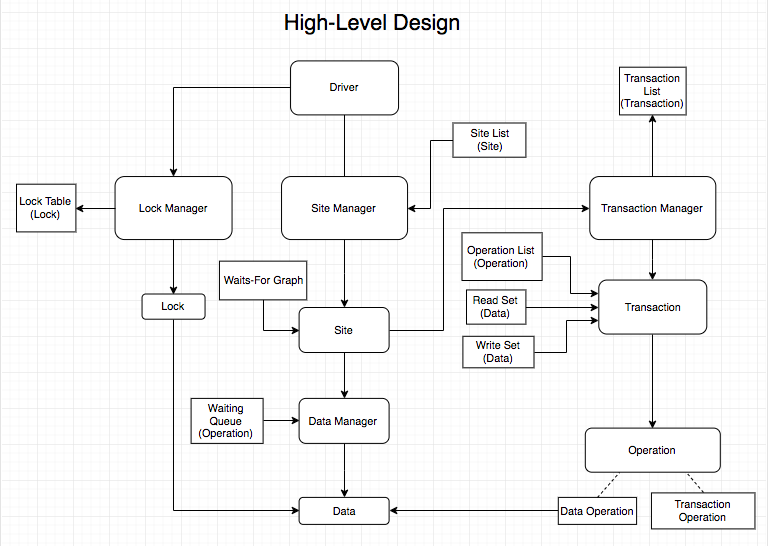 High-Level Design
Driver
Transaction
List
(Transaction)
Site List
(Site)
Lock Table
(Lock)
Lock Manager
Site Manager
Transaction Manager
Operation List
(Operation)
Waits-For Graph
Lock
Read Set
(Data)
Transaction
Site
Write Set
(Data)
Waiting
Queue
(Operation)
Data Manager
Operation
Data
Data Operation
Transaction
Operation